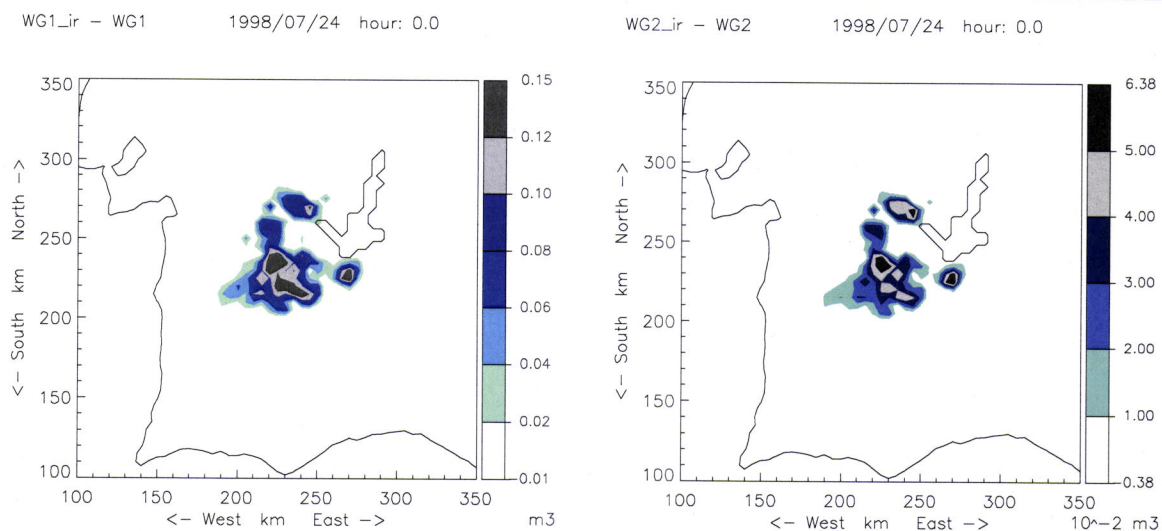 WG1_ir − WG1 1998/07/24 hour: 0.0
350
300
250
200
150
100
<− South km North −>
100 150 200 250 300 350
<− West km East −>
0.15
0.12
0.10
0.08
0.06
0.04
0.02
0.01
m3
WG2_ir − WG2 1998/07/24 hour: 0.0
350
300
250
200
150
100
<− South km North −>
100 150 200 250 300 350
<− West km East −>
6.38
5.00
4.00
3.00
2.00
1.00
0.38
10^−2 m3